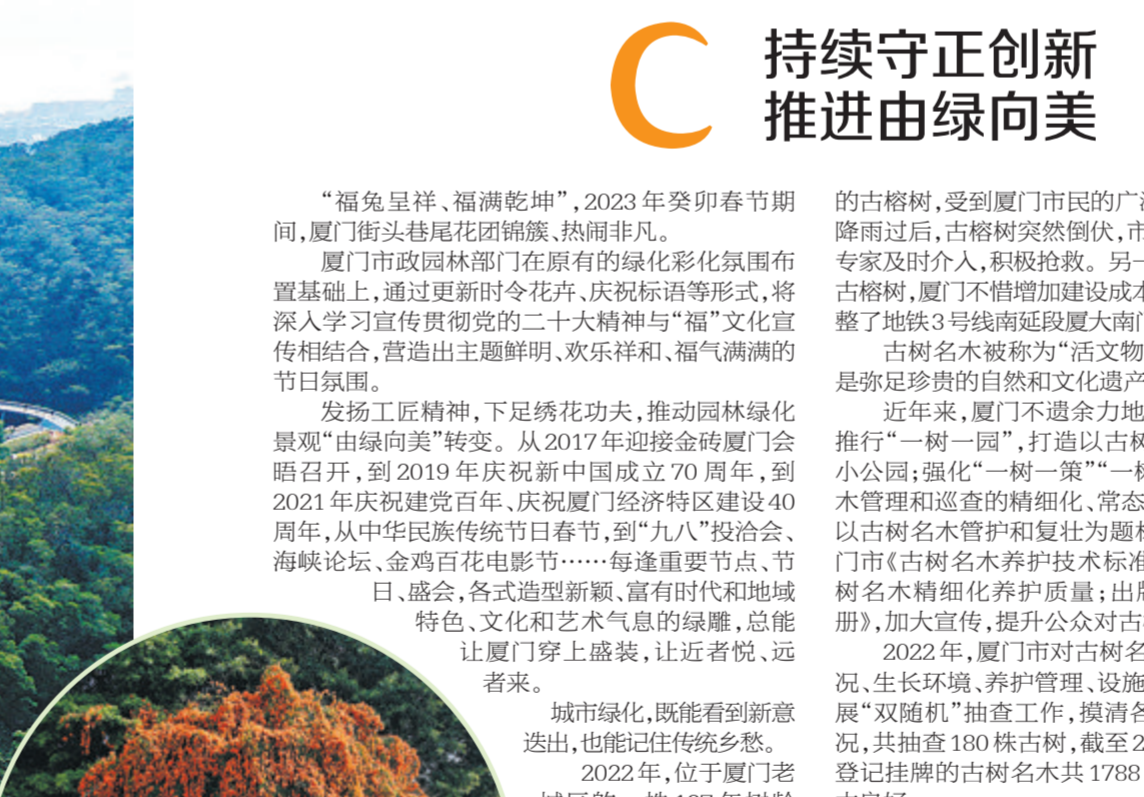 C
持续守正创新
推进由绿向美
“福兔呈祥、福满乾坤”,2023年癸卯春节期
间,厦门街头巷尾花团锦簇、热闹非凡。
厦门市政园林部门在原有的绿化彩化氛围布
置基础上,通过更新时令花卉、庆祝标语等形式,将
深入学习宣传贯彻党的二十大精神与“福”文化宣
传相结合,营造出主题鲜明、欢乐祥和、福气满满的
节日氛围。
发扬工匠精神,下足绣花功夫,推动园林绿化
景观“由绿向美”转变。从2017年迎接金砖厦门会
晤召开,到2019年庆祝新中国成立70周年,到
2021年庆祝建党百年、庆祝厦门经济特区建设40
周年,从中华民族传统节日春节,到“九八”投洽会、
海峡论坛、金鸡百花电影节……每逢重要节点、节
日、盛会,各式造型新颖、富有时代和地域
特色、文化和艺术气息的绿雕,总能
让厦门穿上盛装,让近者悦、远
者来。
城市绿化,既能看到新意
迭出,也能记住传统乡愁。
2022年,位于厦门老
的古榕树,受到厦门市民的广
降雨过后,古榕树突然倒伏,市
专家及时介入,积极抢救。另一
古榕树,厦门不惜增加建设成本
整了地铁3号线南延段厦大南门
古树名木被称为“活文物
是弥足珍贵的自然和文化遗产
近年来,厦门不遗余力地
推行“一树一园”,打造以古树
小公园;强化“一树一策”“一树
木管理和巡查的精细化、常态
以古树名木管护和复壮为题材
门市《古树名木养护技术标准
树名木精细化养护质量;出版
册》,加大宣传,提升公众对古
2022年,厦门市对古树名
况、生长环境、养护管理、设施
展“双随机”抽查工作,摸清各
况,共抽查180株古树,截至2
登记挂牌的古树名木共1788